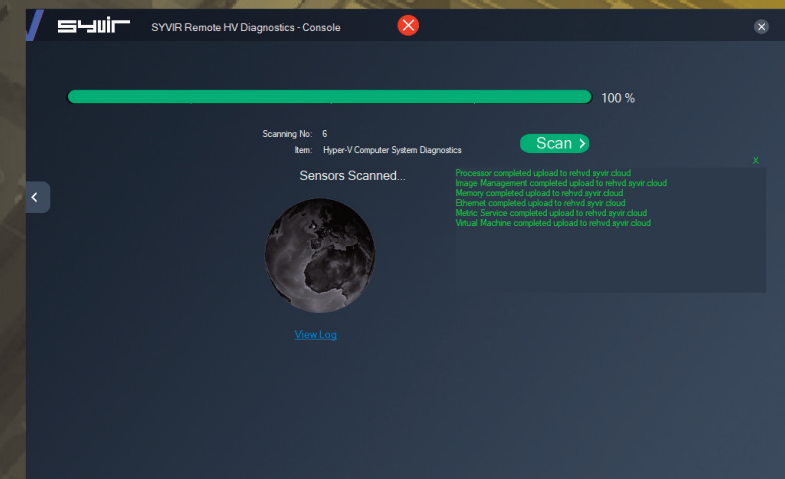 SYVIR
SYVIR Remote HV Diagnostics - Console
100 %
Scanning No: 6
Item: Hyper-V Computer System Diagnostics
Scan
Sensors Scanned...
X
Processor completed upload to rehvd.syvir.cloud
Image Management completed upload to rehvd.syvir.cloud
Memory completed upload to rehvd.syvir.cloud
Ethernet completed upload to rehvd.syvir.cloud
Metric Service completed upload to rehvd.syvir.cloud
Virtual Machine completed upload to rehvd.syvir.cloud
View Log